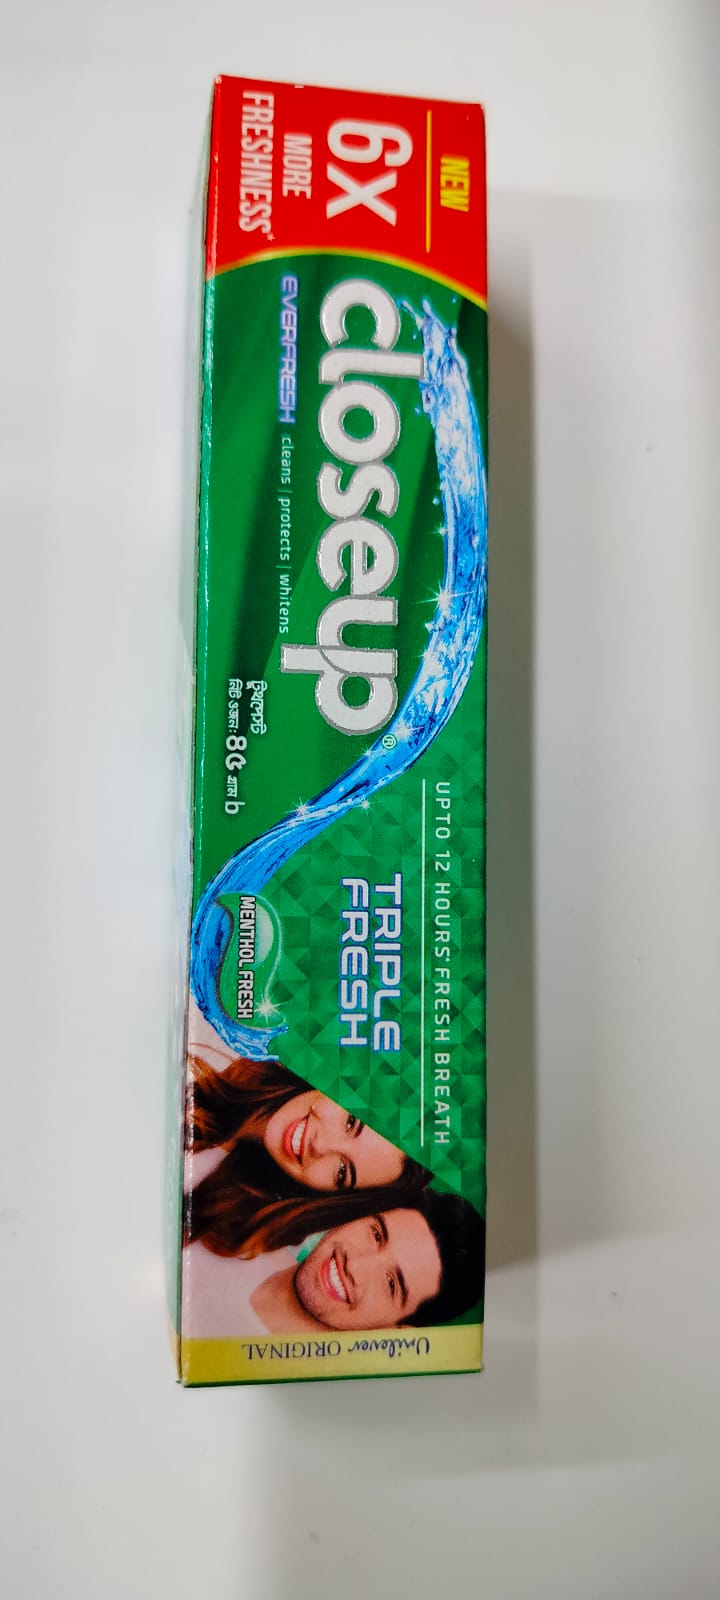 NEW
6X
MORE
FRESHNESS*
closeup®
EVERFRESH cleans | protects | whitens
টুথপেস্ট
নিট ওজন: ৪৫ গ্রাম b
UPTO 12 HOURS* FRESH BREATH
TRIPLE
FRESH
MENTHOL FRESH
Unilever ORIGINAL